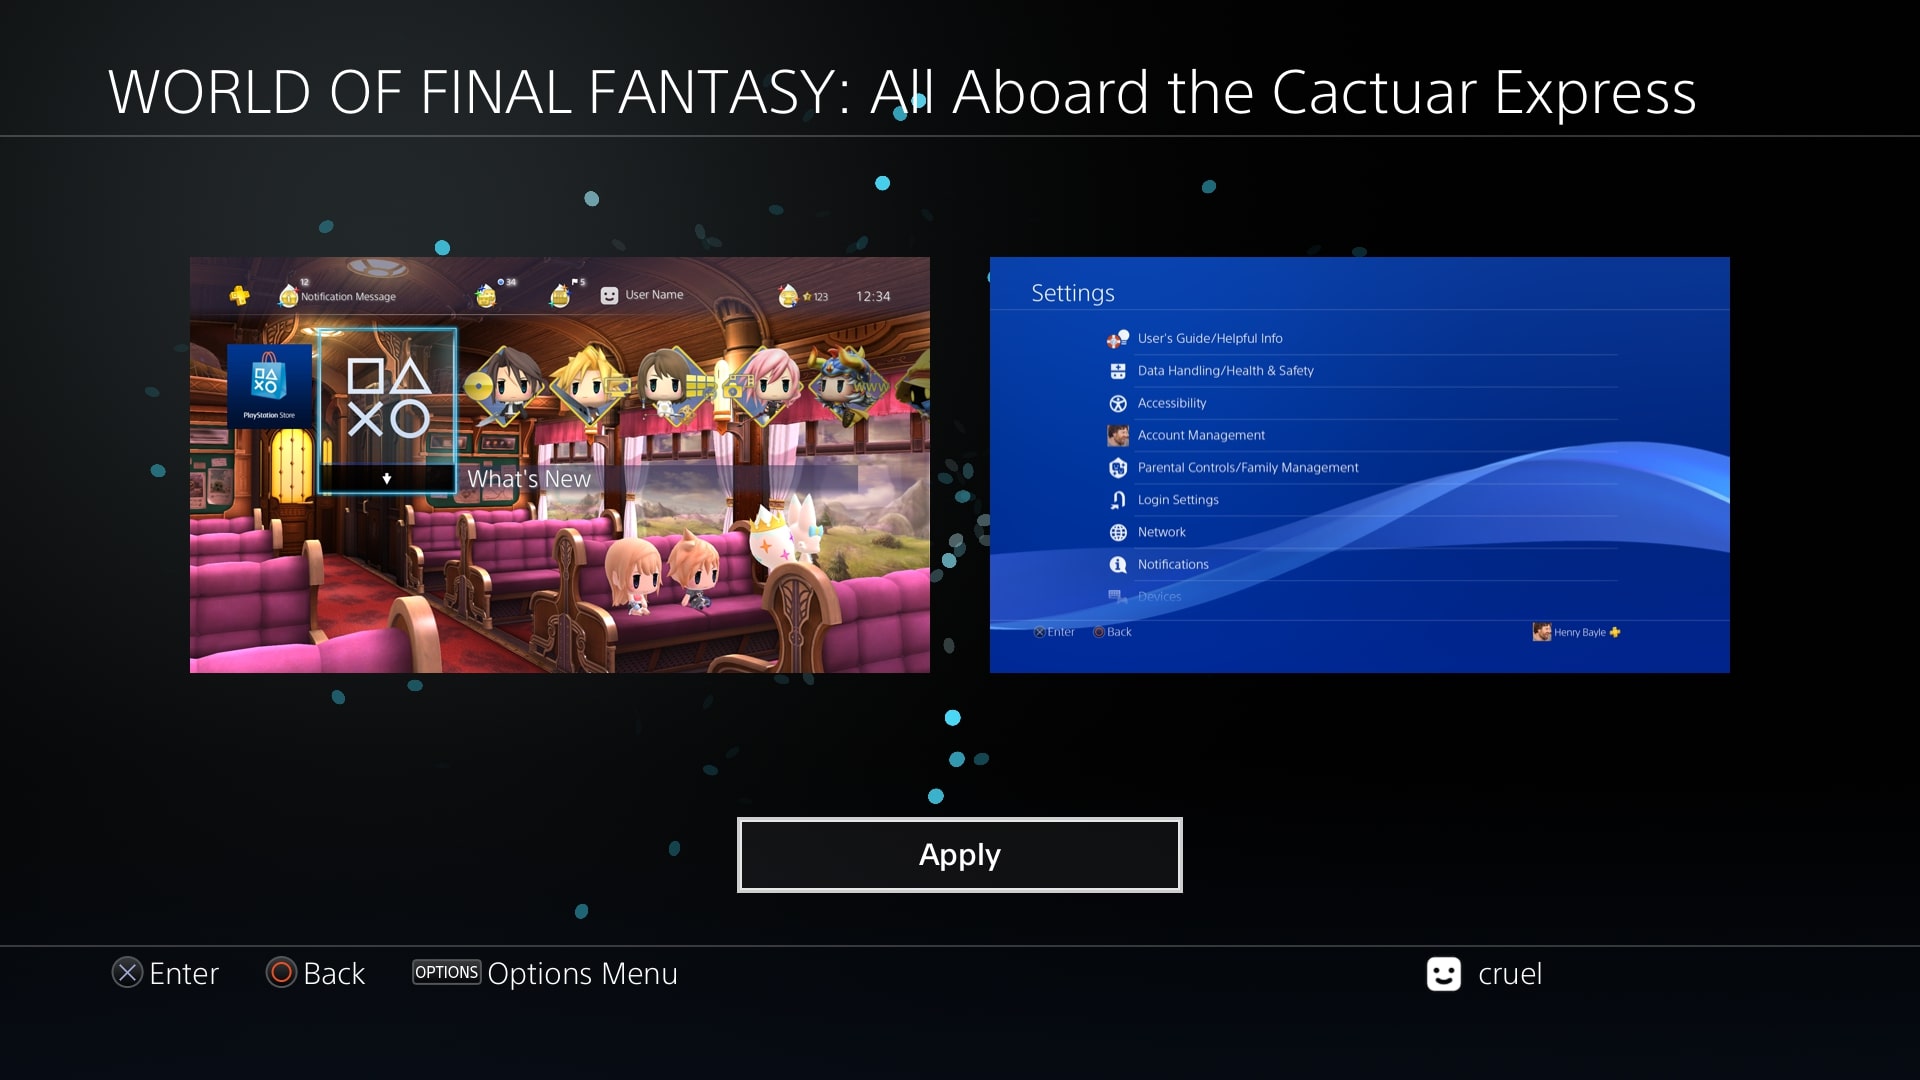 WORLD OF FINAL FANTASY: All Aboard the Cactuar Express
12
Notification Message
34
5
User Name
123
12:34
PlayStation Store
WWW
What's New
Settings
User's Guide/Helpful Info
Data Handling/Health & Safety
Accessibility
Account Management
Parental Controls/Family Management
Login Settings
Network
Notifications
Devices
Enter
Back
Henry Bayle
Apply
Enter
Back
OPTIONS Options Menu
cruel